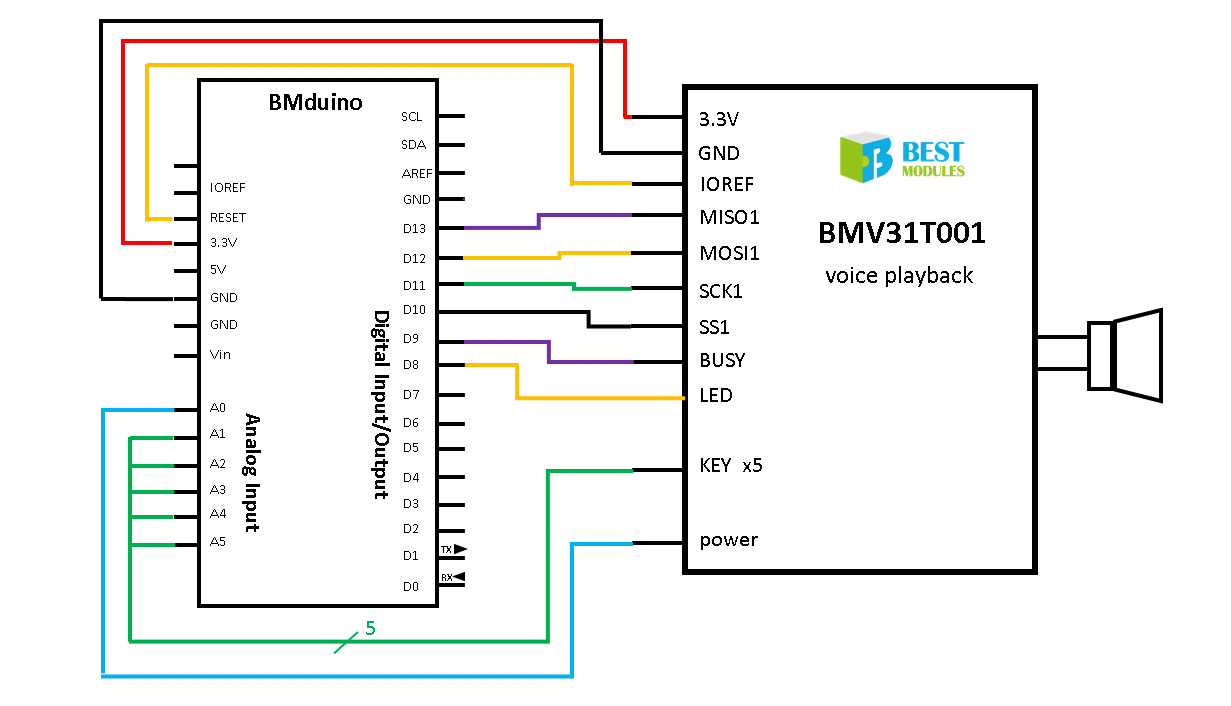 BMduino
IOREF
RESET
3.3V
5V
GND
GND
Vin
A0
A1
A2
A3
A4
A5
Analog Input
SCL
SDA
AREF
GND
D13
D12
D11
D10
D9
D8
D7
D6
D5
D4
D3
D2
D1
TX
D0
RX
Digital Input/Output
5
3.3V
GND
IOREF
MISO1
MOSI1
SCK1
SS1
BUSY
LED
KEY x5
power
BEST
MODULES
BMV31T001
voice playback